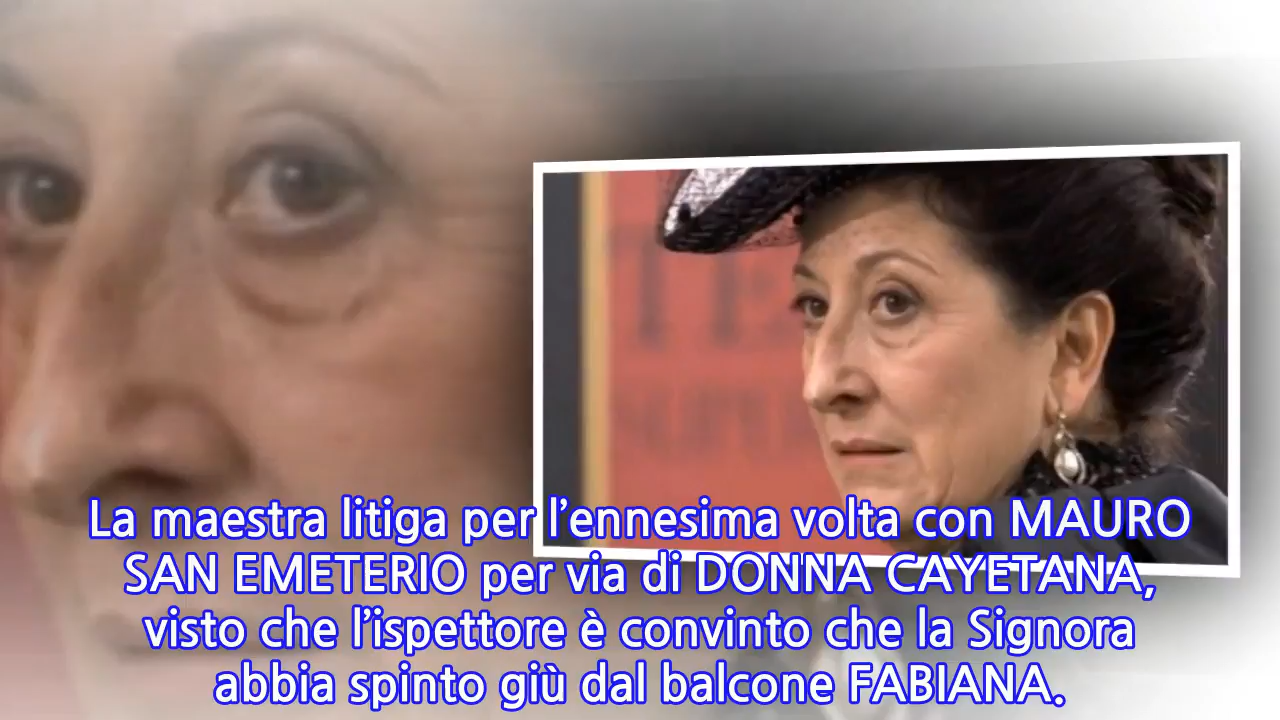 La maestra litiga per l'ennesima volta con MAURO
SAN EMETERIO per via di DONNA CAYETANA,
visto che l'ispettore è convinto che la Signora
abbia spinto giù dal balcone FABIANA.